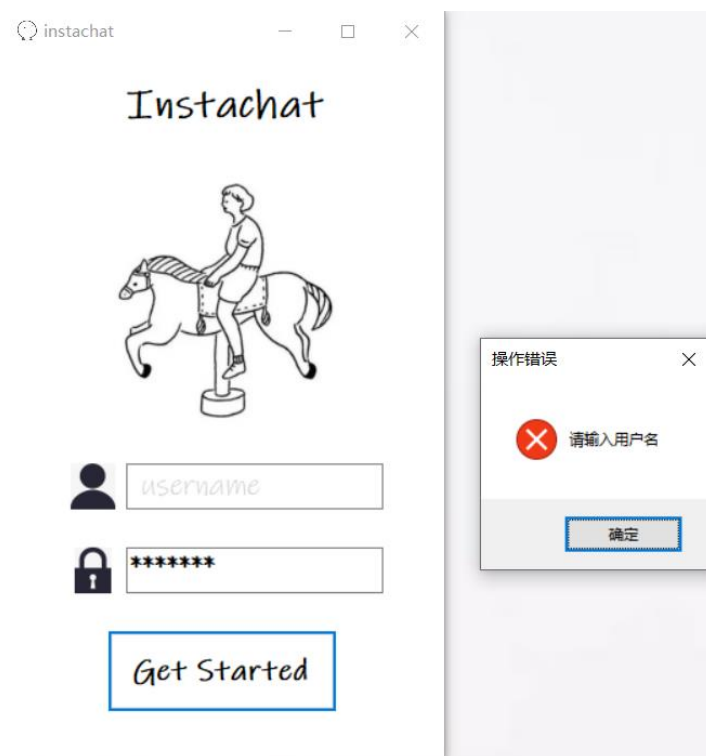 instachat
Instachat
username
*******
Get Started
操作错误
请输入用户名
确定